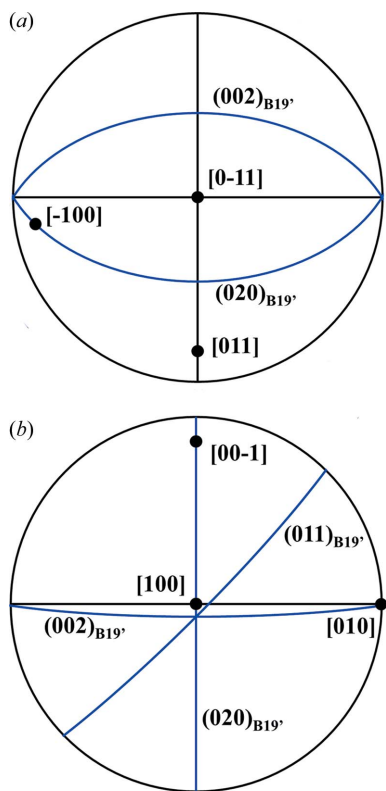 (a)
(002)B19'
[0-11]
[-100]
(020)B19'
[011]
(b)
[00-1]
(011)B19'
[100]
(002)B19'
[010]
(020)B19'